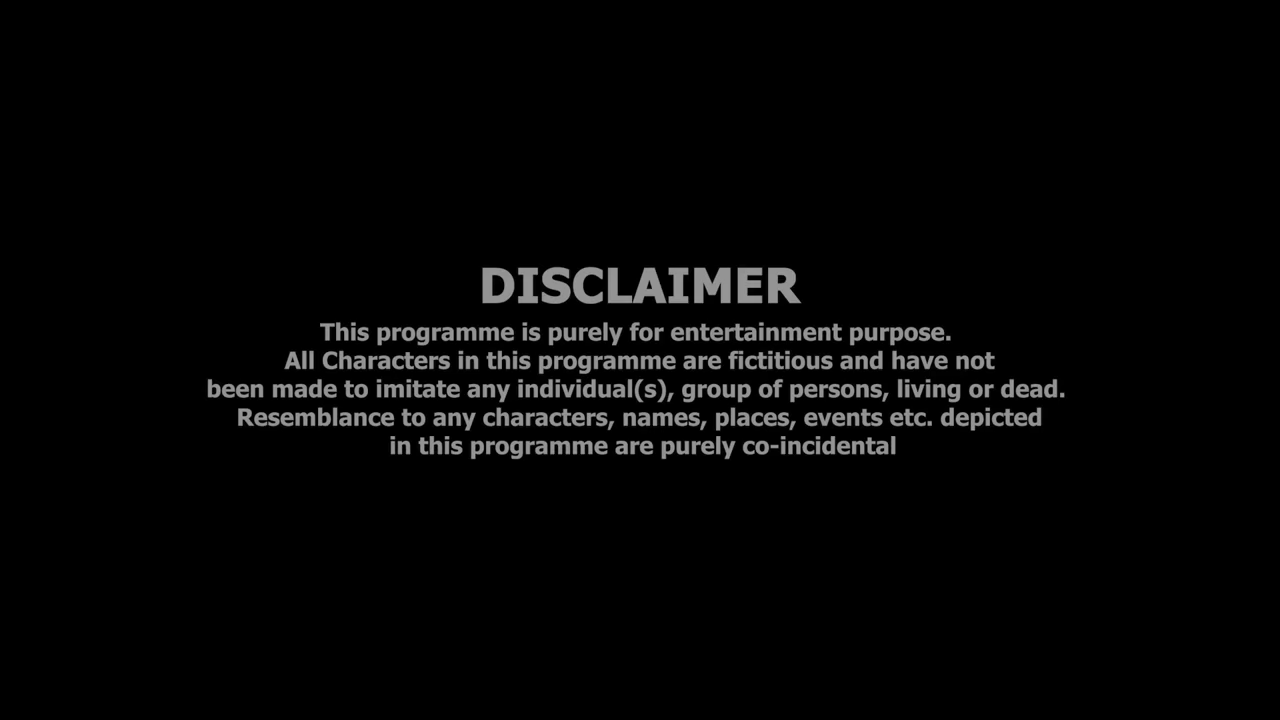 DISCLAIMER
This programme is purely for entertainment purpose.
All Characters in this programme are fictitious and have not
been made to imitate any individual(s), group of persons, living or dead.
Resemblance to any characters, names, places, events etc. depicted
in this programme are purely co-incidental